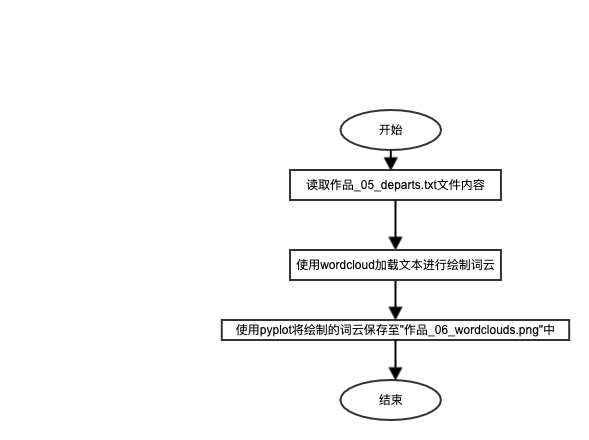 开始
读取作品_05_departs.txt文件内容
使用wordcloud加载文本进行绘制词云
使用pyplot将绘制的词云保存至"作品_06_wordclouds.png"中
结束